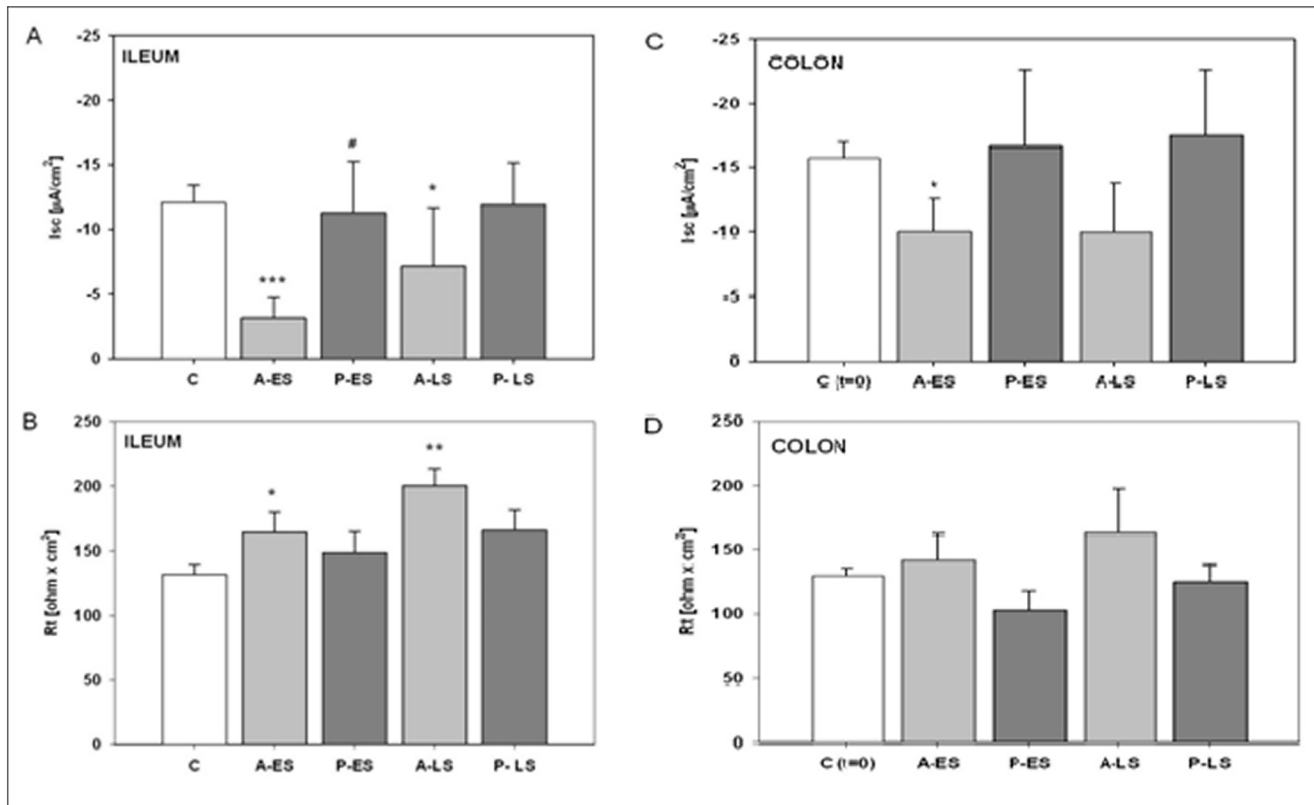 A
ILEUM
Isc [µA/cm²]
-25
-20
-15
-10
-5
0
***
#
*
C A-ES P-ES A-LS P- LS
C
COLON
Isc [µA/cm²]
-25
-20
-15
-10
-5
0
*
C (t=0) A-ES P-ES A-LS P-LS
B
ILEUM
Rt [ohm x cm²]
250
200
150
100
50
0
*
**
C A-ES P-ES A-LS P- LS
D
COLON
Rt [ohm x cm²]
250
200
150
100
50
0
C (t=0) A-ES P-ES A-LS P-LS